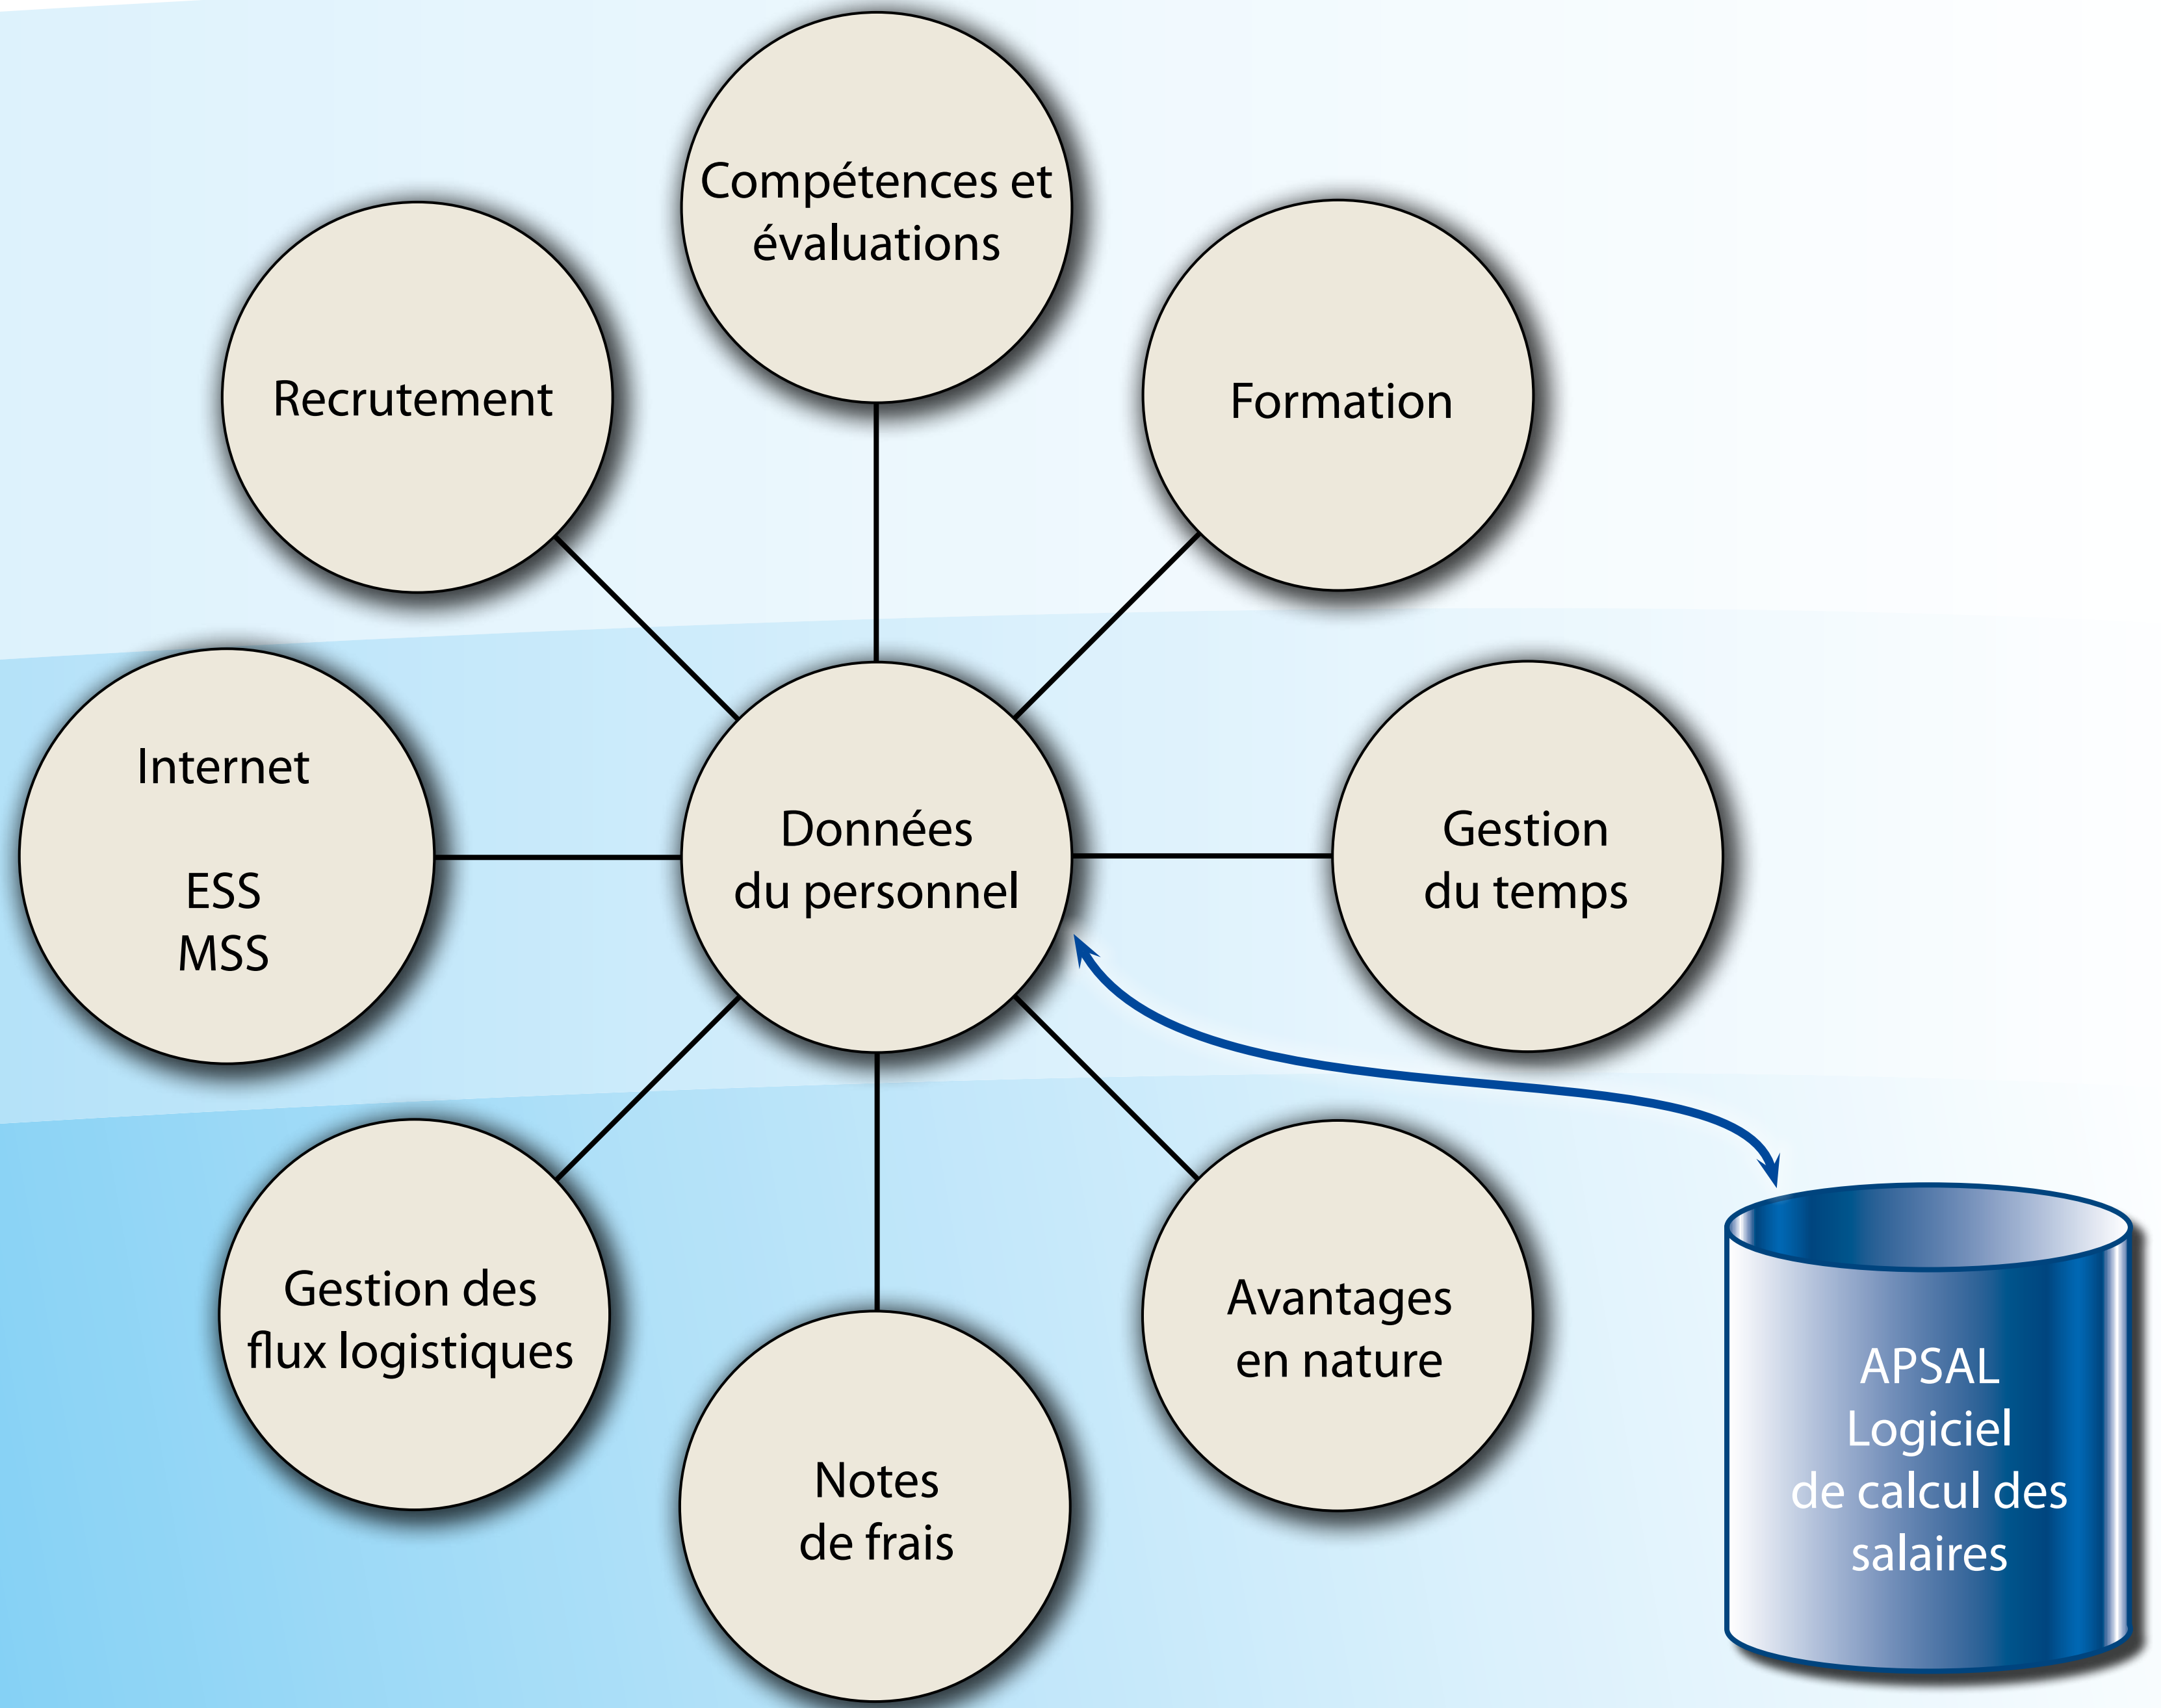 Compétences et
évaluations
Recrutement
Formation
Internet
ESS
MSS
Données
du personnel
Gestion
du temps
Gestion des
flux logistiques
Avantages
en nature
Notes
de frais
APSAL
Logiciel
de calcul des
salaires